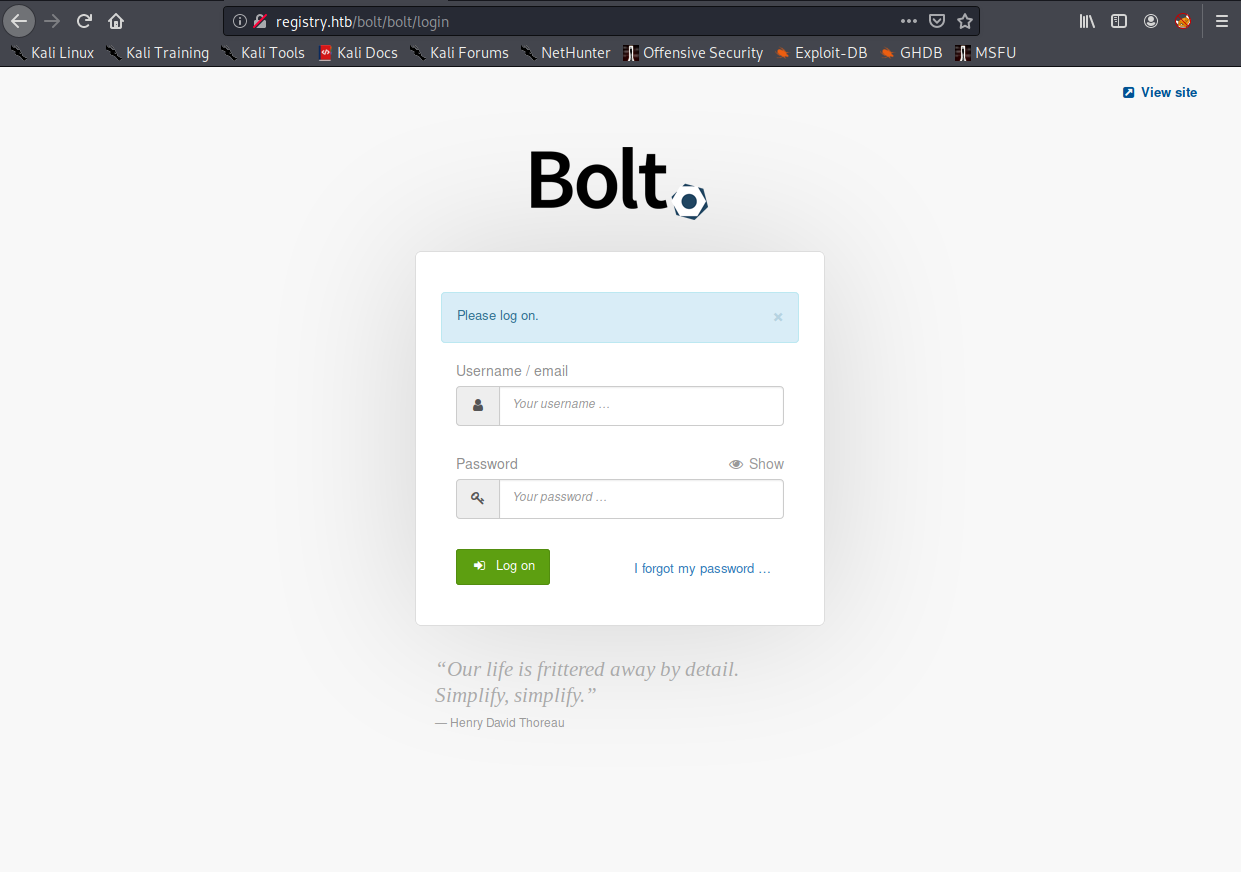 registry.htb/bolt/bolt/login
Kali Linux Kali Training Kali Tools Kali Docs Kali Forums NetHunter Offensive Security Exploit-DB GHDB MSFU
View site
Bolt
Please log on. ×
Username / email
Your username ...
Password Show
Your password ...
Log on I forgot my password ...
“Our life is frittered away by detail.
Simplify, simplify.”
— Henry David Thoreau